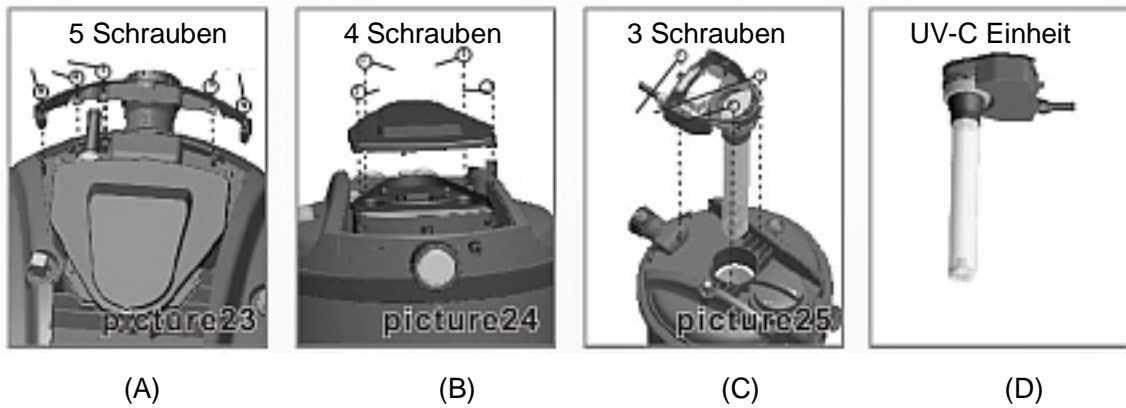 5 Schrauben
4 Schrauben
3 Schrauben
UV-C Einheit
picture23
picture24
picture25
(A)
(B)
(C)
(D)